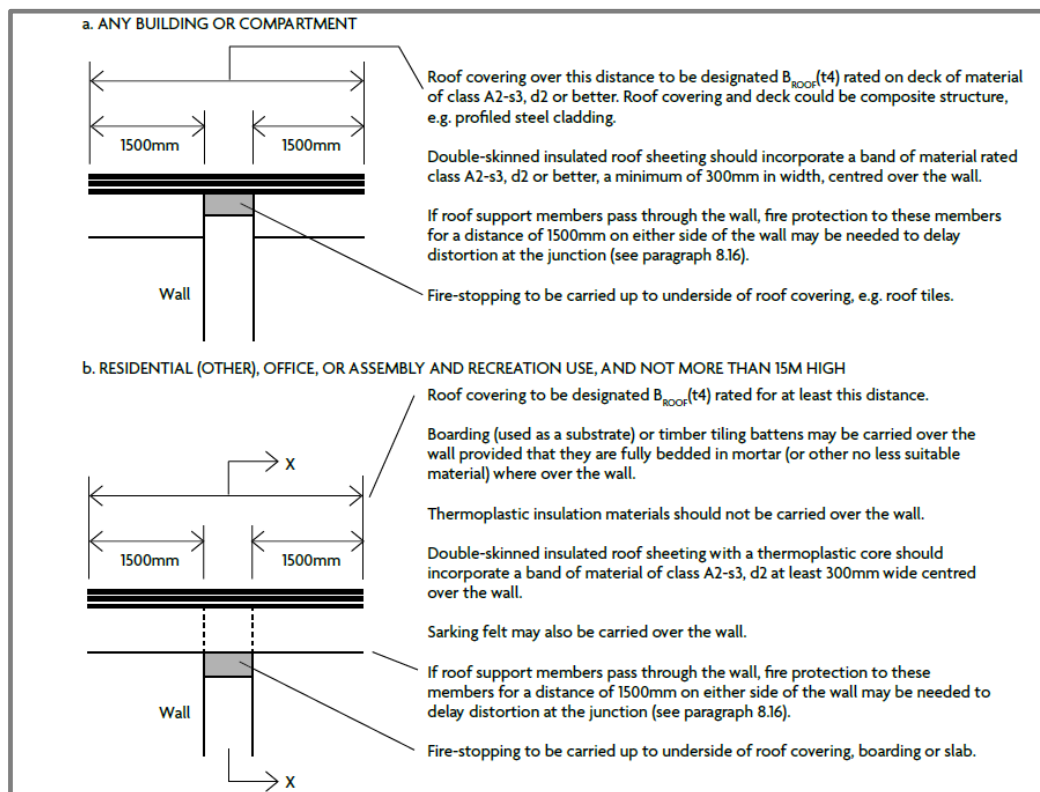 a. ANY BUILDING OR COMPARTMENT
Roof covering over this distance to be designated BROOF(t4) rated on deck of material
of class A2-s3, d2 or better. Roof covering and deck could be composite structure,
e.g. profiled steel cladding.
1500mm
1500mm
Double-skinned insulated roof sheeting should incorporate a band of material rated
class A2-s3, d2 or better, a minimum of 300mm in width, centred over the wall.
If roof support members pass through the wall, fire protection to these members
for a distance of 1500mm on either side of the wall may be needed to delay
distortion at the junction (see paragraph 8.16).
Wall
Fire-stopping to be carried up to underside of roof covering, e.g. roof tiles.
b. RESIDENTIAL (OTHER), OFFICE, OR ASSEMBLY AND RECREATION USE, AND NOT MORE THAN 15M HIGH
Roof covering to be designated BROOF(t4) rated for at least this distance.
Boarding (used as a substrate) or timber tiling battens may be carried over the
wall provided that they are fully bedded in mortar (or other no less suitable
material) where over the wall.
X
Thermoplastic insulation materials should not be carried over the wall.
1500mm
1500mm
Double-skinned insulated roof sheeting with a thermoplastic core should
incorporate a band of material of class A2-s3, d2 at least 300mm wide centred
over the wall.
Sarking felt may also be carried over the wall.
If roof support members pass through the wall, fire protection to these
members for a distance of 1500mm on either side of the wall may be needed to
delay distortion at the junction (see paragraph 8.16).
Wall
Fire-stopping to be carried up to underside of roof covering, boarding or slab.
X